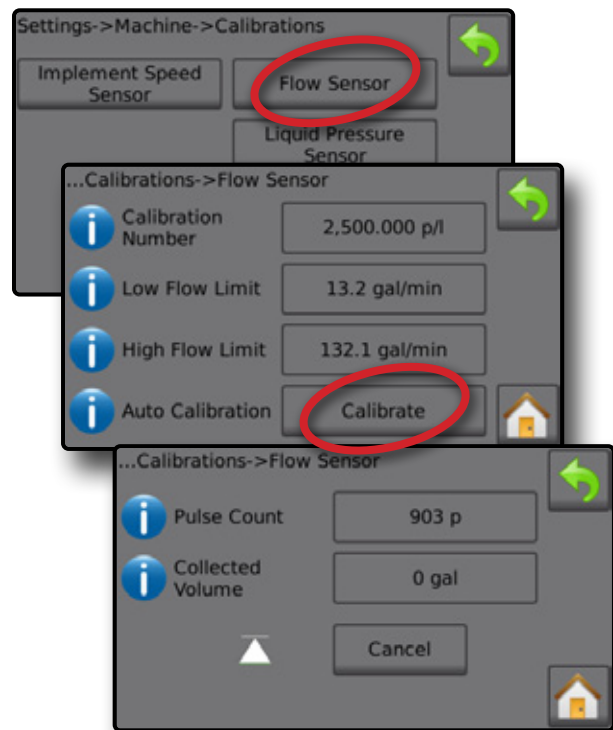 Settings->Machine->Calibrations
Implement Speed
Sensor
Flow Sensor
Liquid Pressure
Sensor
...Calibrations->Flow Sensor
Calibration
Number
2,500.000 p/l
Low Flow Limit
13.2 gal/min
High Flow Limit
132.1 gal/min
Auto Calibration
Calibrate
...Calibrations->Flow Sensor
Pulse Count
903 p
Collected
Volume
0 gal
Cancel